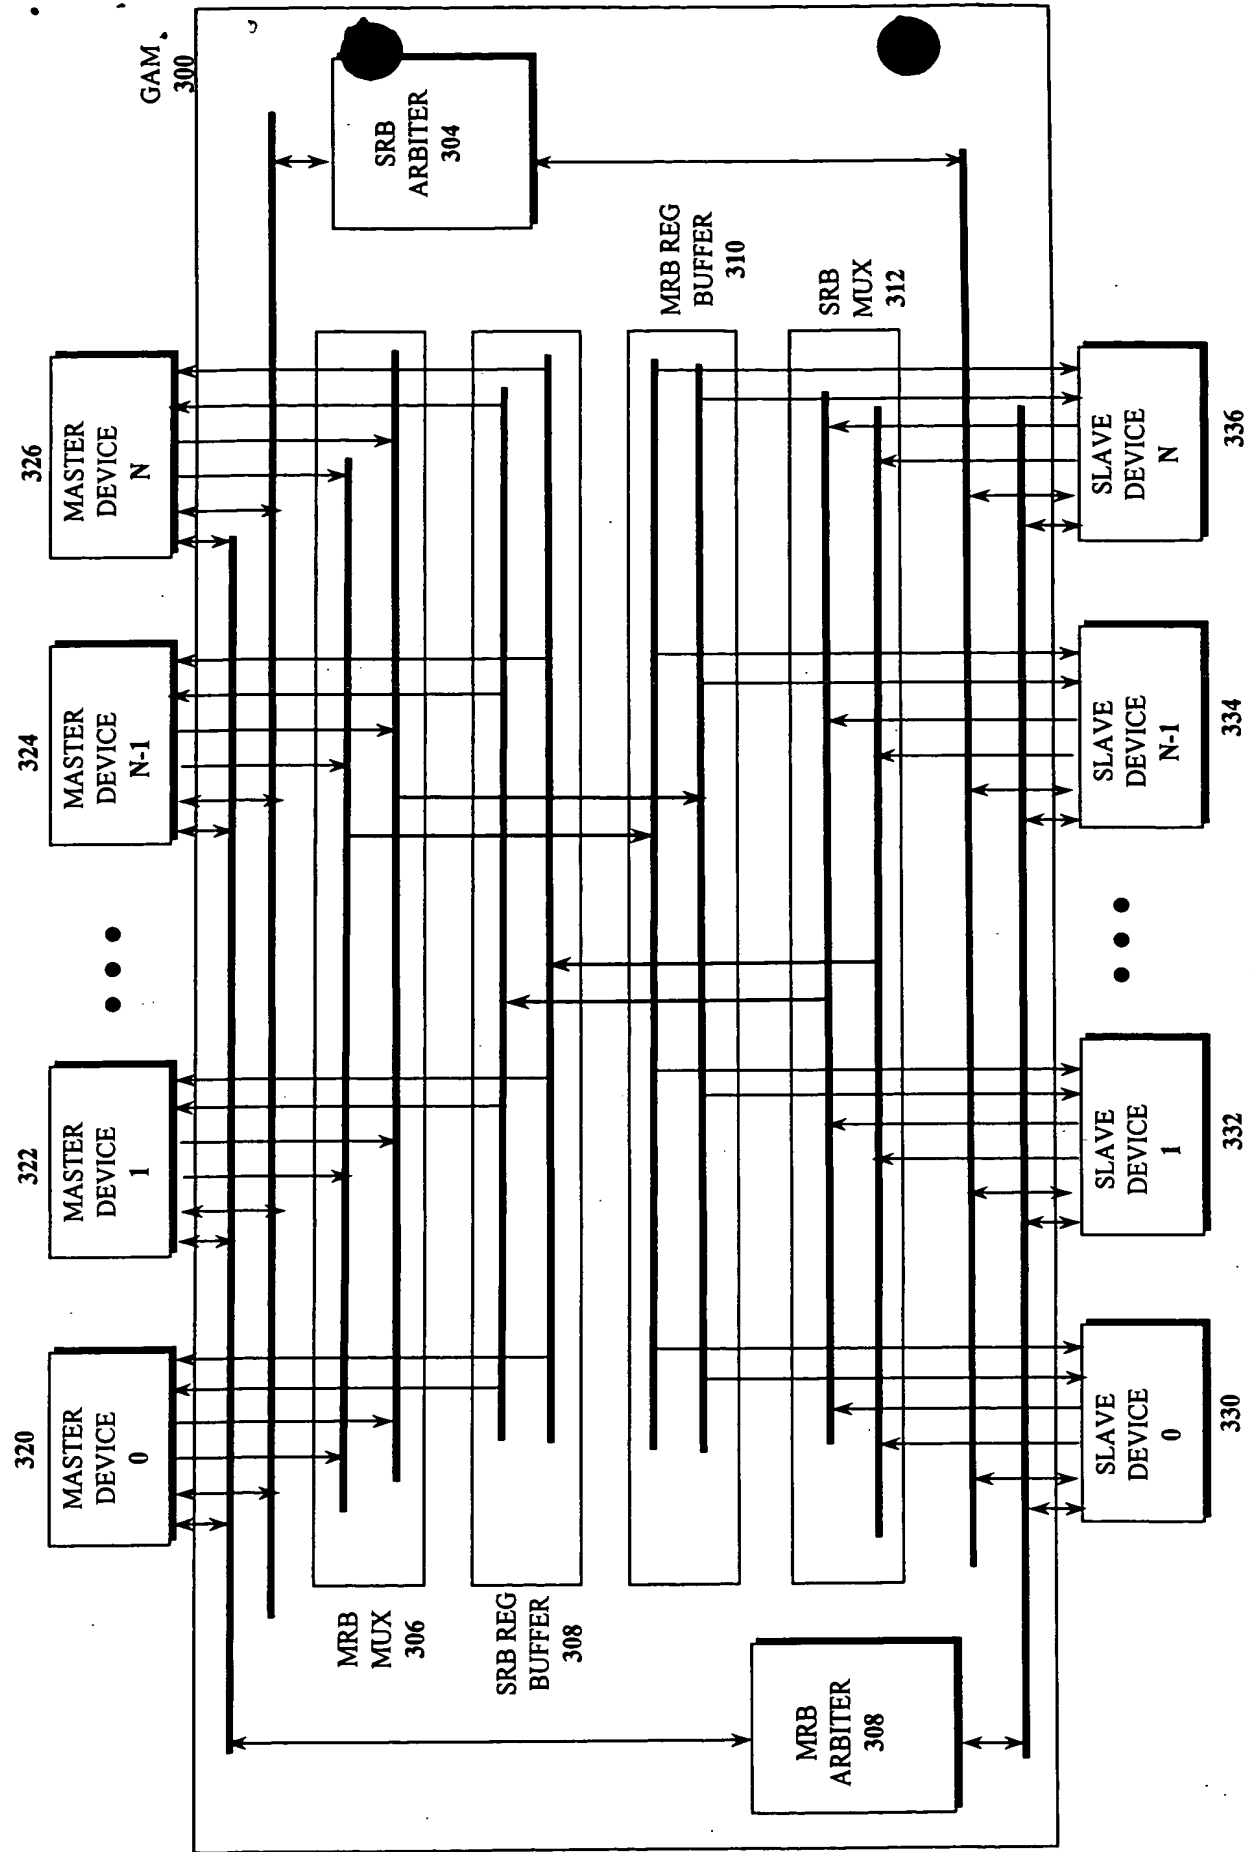 GAM
300
326
MASTER
DEVICE
N
324
MASTER
DEVICE
N-1
322
MASTER
DEVICE
1
320
MASTER
DEVICE
0
SRB
ARBITER
304
MRB
MUX
306
SRB REG
BUFFER
308
MRB REG
BUFFER
310
SRB
MUX
312
MRB
ARBITER
308
SLAVE
DEVICE
N
336
SLAVE
DEVICE
N-1
334
SLAVE
DEVICE
1
332
SLAVE
DEVICE
0
330